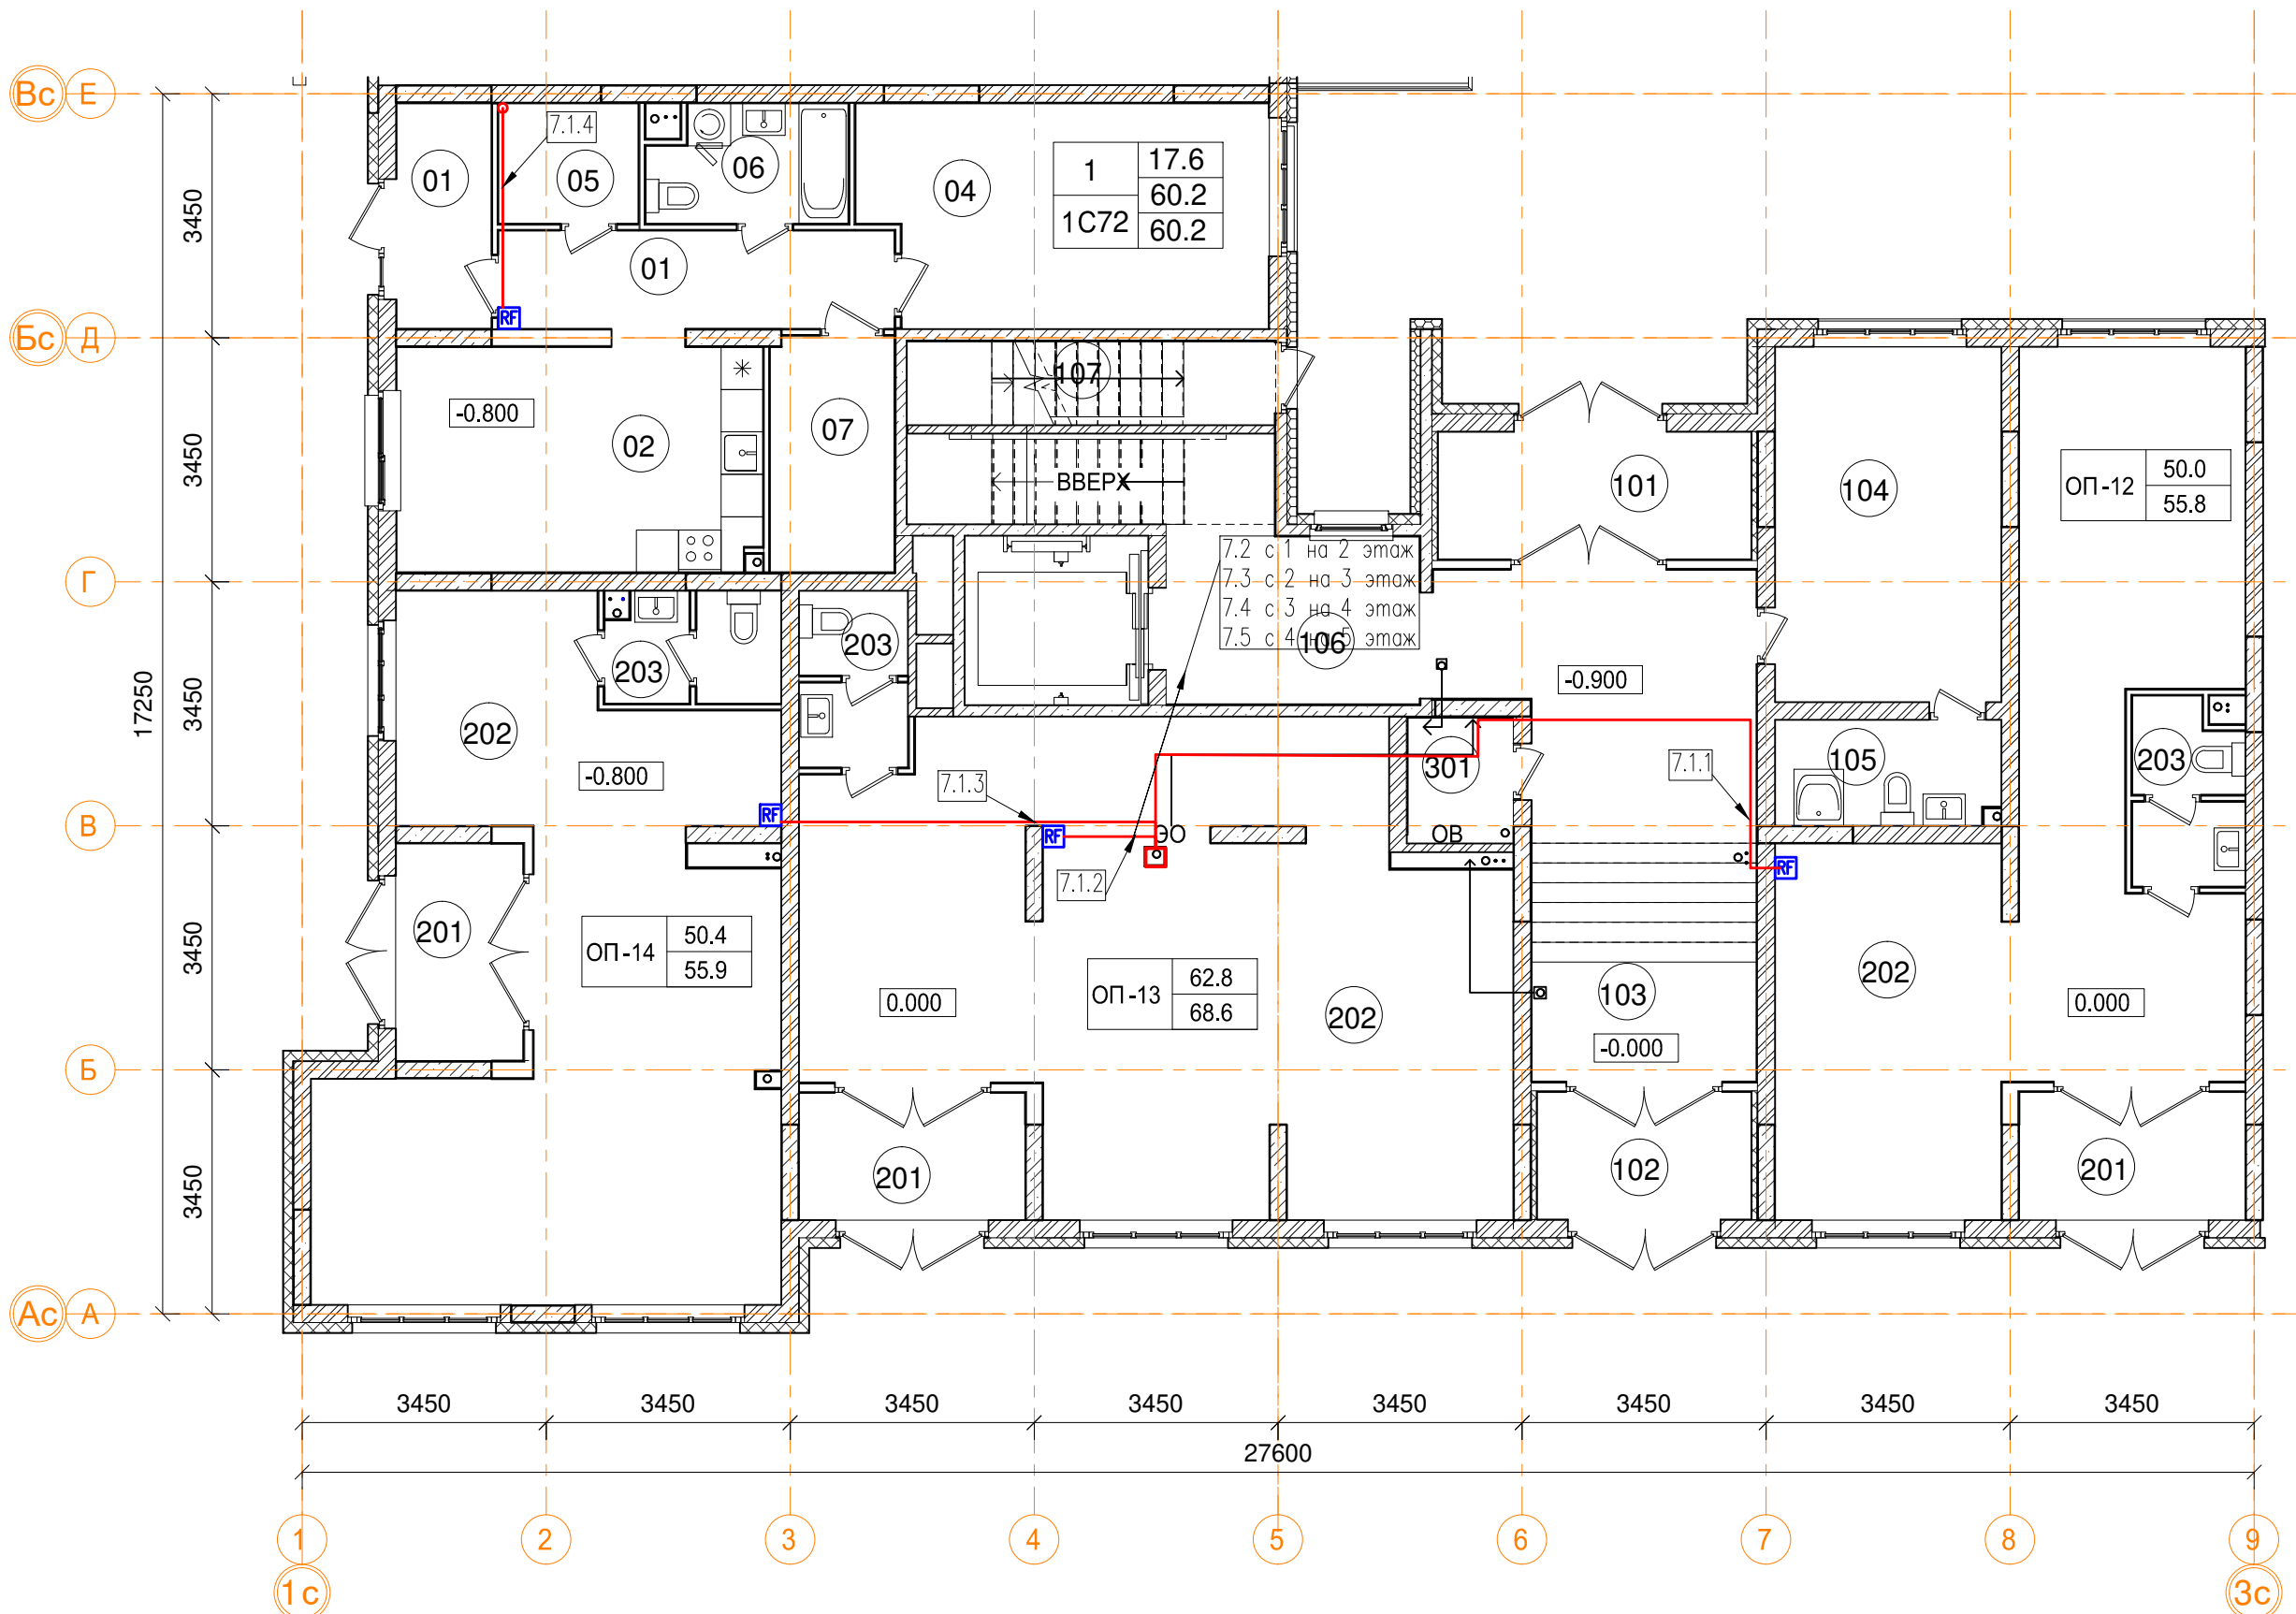 Вс Е
7.1.4
01
05
06
04
1 17.6
60.2
1С72 60.2
3450
01
Бс Д
107
-0.800
02
07
ВВЕРХ
101
104
ОП-12 50.0
55.8
3450
7.2 с 1 на 2 этаж
7.3 с 2 на 3 этаж
7.4 с 3 на 4 этаж
7.5 с 4 на 5 этаж
106
Г
RF
203
203
-0.900
17250
3450
202
-0.800
7.1.3
301
7.1.1
105
203
В
RF
RF
ЭО
ОВ
RF
7.1.2
201
ОП-14 50.4
55.9
3450
0.000
ОП-13 62.8
68.6
202
103
-0.000
202
0.000
Б
201
102
201
3450
Ас А
3450 3450 3450 3450 3450 3450 3450 3450
27600
1 2 3 4 5 6 7 8 9
1с 3с